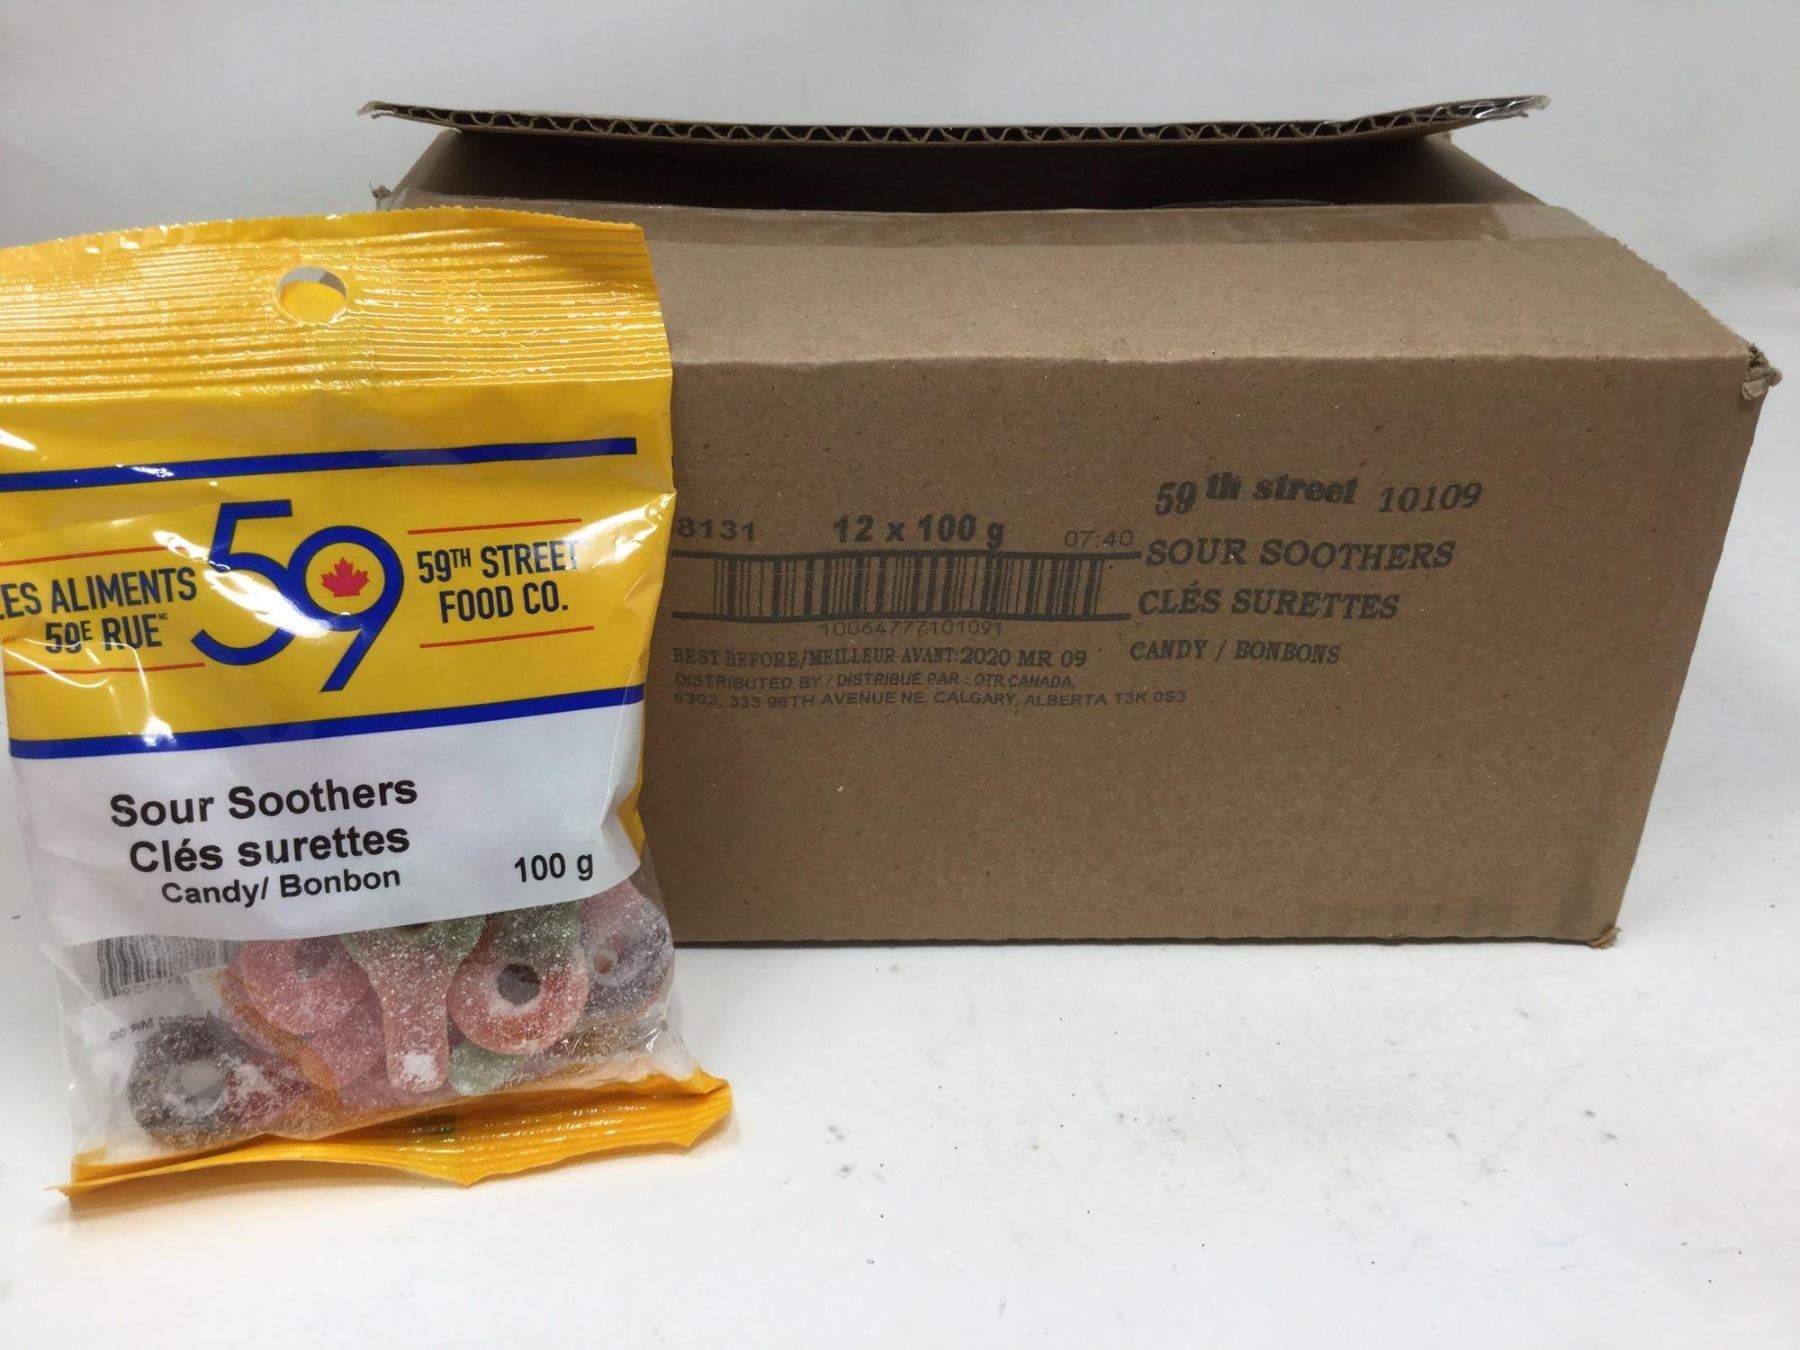 LES ALIMENTS
59E RUE
MC
59
59TH STREET
FOOD CO.
Sour Soothers
Clés surettes
Candy/ Bonbon
100 g
8131 12 x 100 g 07:40
10064777101091
BEST BEFORE/MEILLEUR AVANT:2020 MR 09
DISTRIBUTED BY / DISTRIBUÉ PAR : OTR CANADA,
9302, 333 96TH AVENUE NE, CALGARY, ALBERTA T3K 0S3
59 th street 10109
SOUR SOOTHERS
CLÉS SURETTES
CANDY / BONBONS